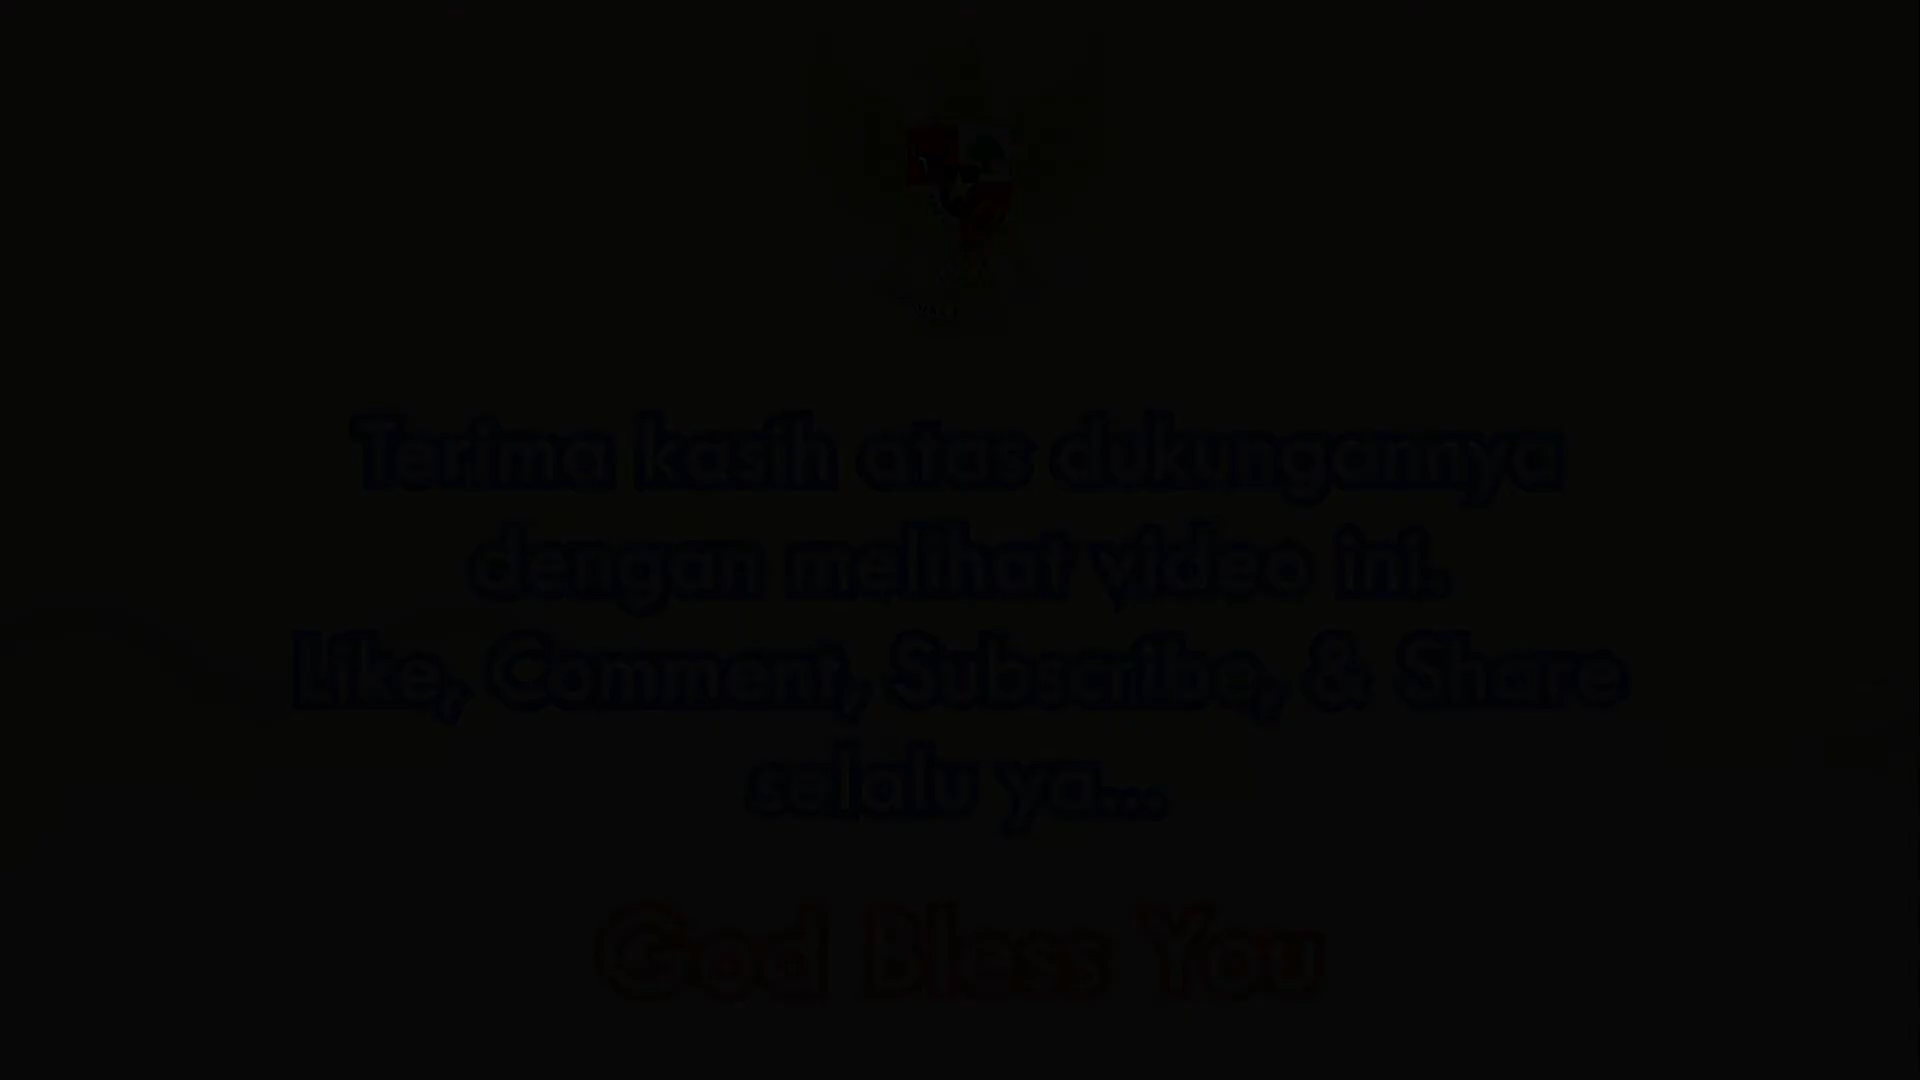 Terima kasih atas dukungannya
dengan melihat video ini.
Like, Comment, Subscribe, & Share
selalu ya...
God Bless You